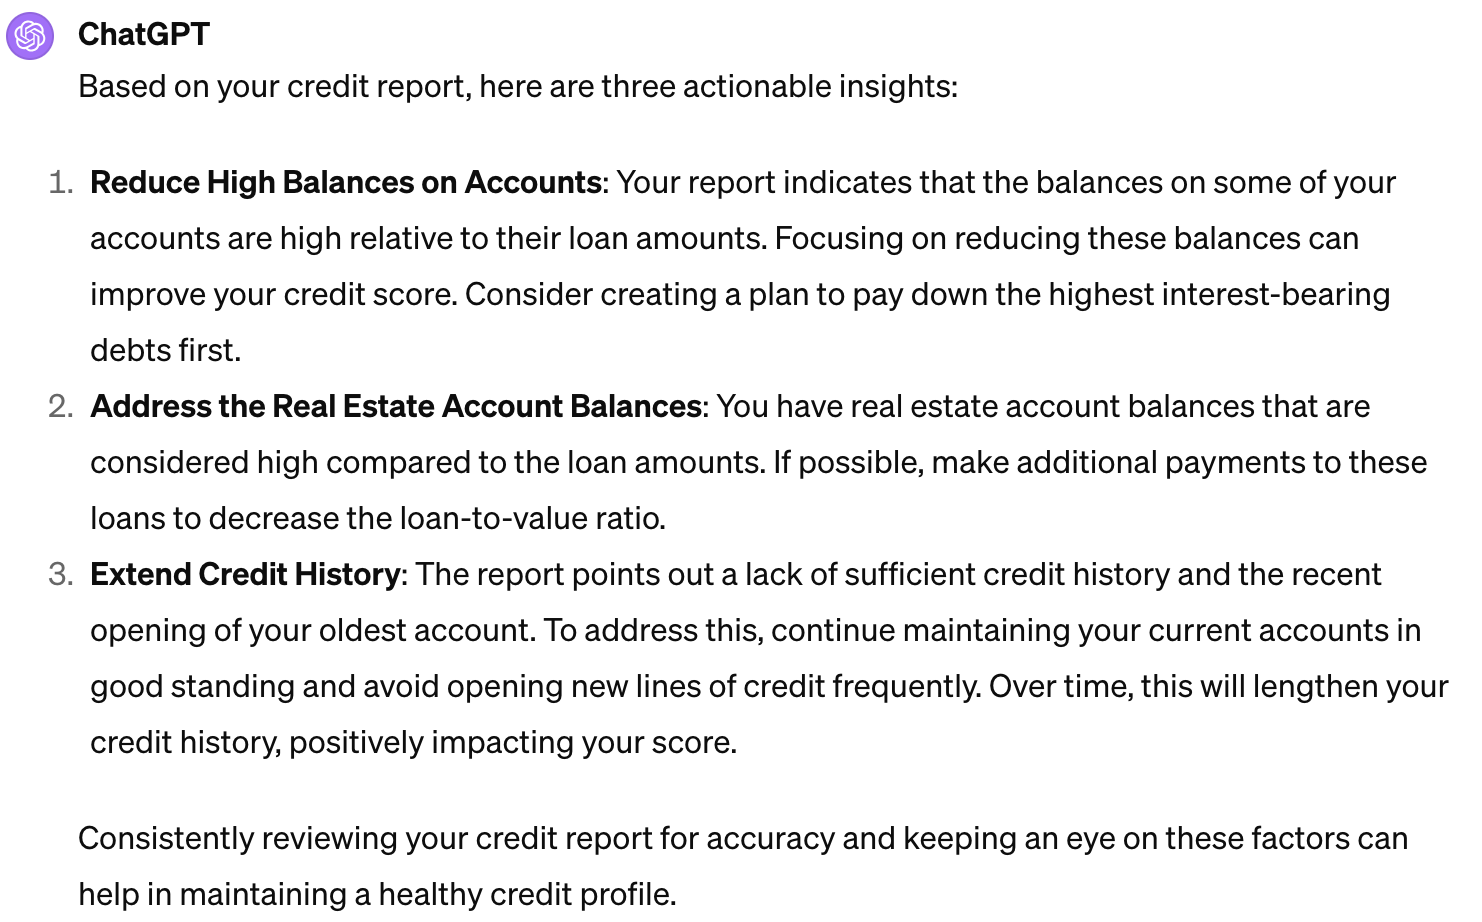 ChatGPT
Based on your credit report, here are three actionable insights:
1. Reduce High Balances on Accounts: Your report indicates that the balances on some of your
accounts are high relative to their loan amounts. Focusing on reducing these balances can
improve your credit score. Consider creating a plan to pay down the highest interest-bearing
debts first.
2. Address the Real Estate Account Balances: You have real estate account balances that are
considered high compared to the loan amounts. If possible, make additional payments to these
loans to decrease the loan-to-value ratio.
3. Extend Credit History: The report points out a lack of sufficient credit history and the recent
opening of your oldest account. To address this, continue maintaining your current accounts in
good standing and avoid opening new lines of credit frequently. Over time, this will lengthen your
credit history, positively impacting your score.
Consistently reviewing your credit report for accuracy and keeping an eye on these factors can
help in maintaining a healthy credit profile.